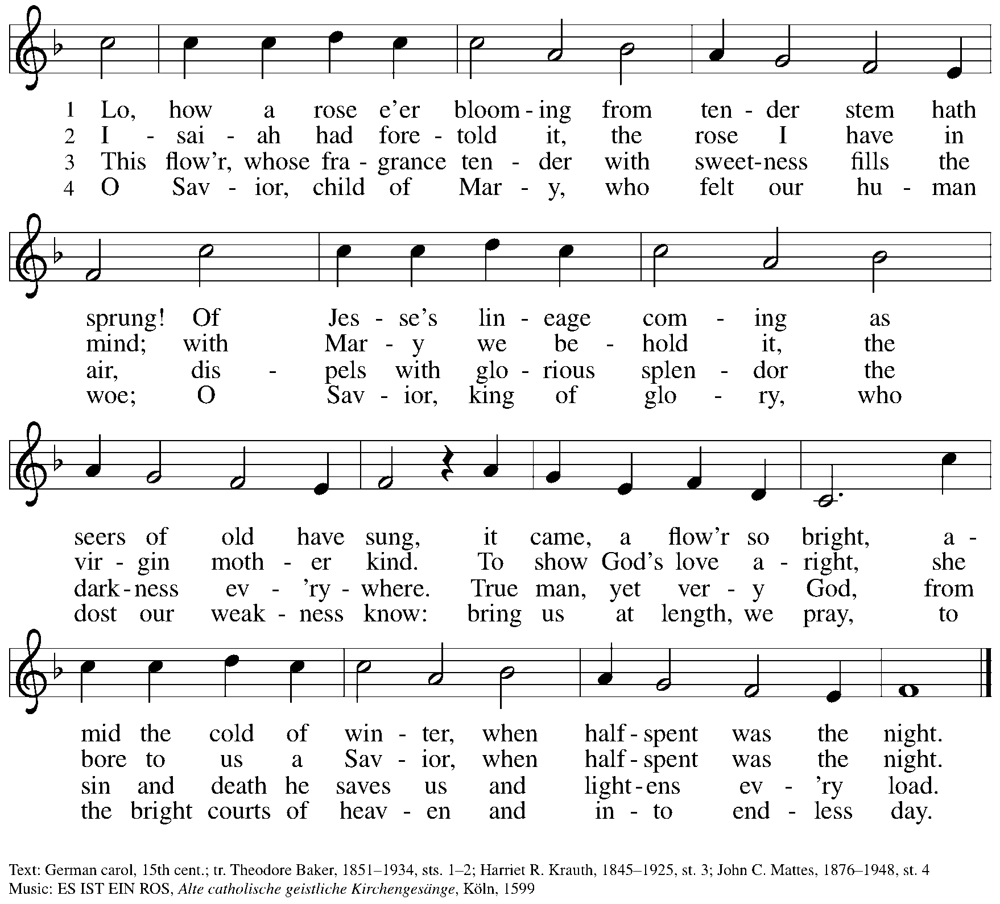 1 Lo, how a rose e'er bloom - ing from ten - der stem hath
2 I - sai - ah had fore - told it, the rose I have in
3 This flow'r, whose fra - grance ten - der with sweet - ness fills the
4 O Sav - ior, child of Mar - y, who felt our hu - man
sprung! Of Jes - se's lin - eage com - ing as
mind; with Mar - y we be - hold it, the
air, dis - pels with glo - rious splen - dor the
woe; O Sav - ior, king of glo - ry, who
seers of old have sung, it came, a flow'r so bright, a -
vir - gin moth - er kind. To show God's love a - right, she
dark - ness ev - 'ry - where. True man, yet ver - y God, from
dost our weak - ness know: bring us at length, we pray, to
mid the cold of win - ter, when half - spent was the night.
bore to us a Sav - ior, when half - spent was the night.
sin and death he saves us and light - ens ev - 'ry load.
the bright courts of heav - en and in - to end - less day.
Text: German carol, 15th cent.; tr. Theodore Baker, 1851–1934, sts. 1–2; Harriet R. Krauth, 1845–1925, st. 3; John C. Mattes, 1876–1948, st. 4
Music: ES IST EIN ROS, Alte catholische geistliche Kirchengesänge, Köln, 1599